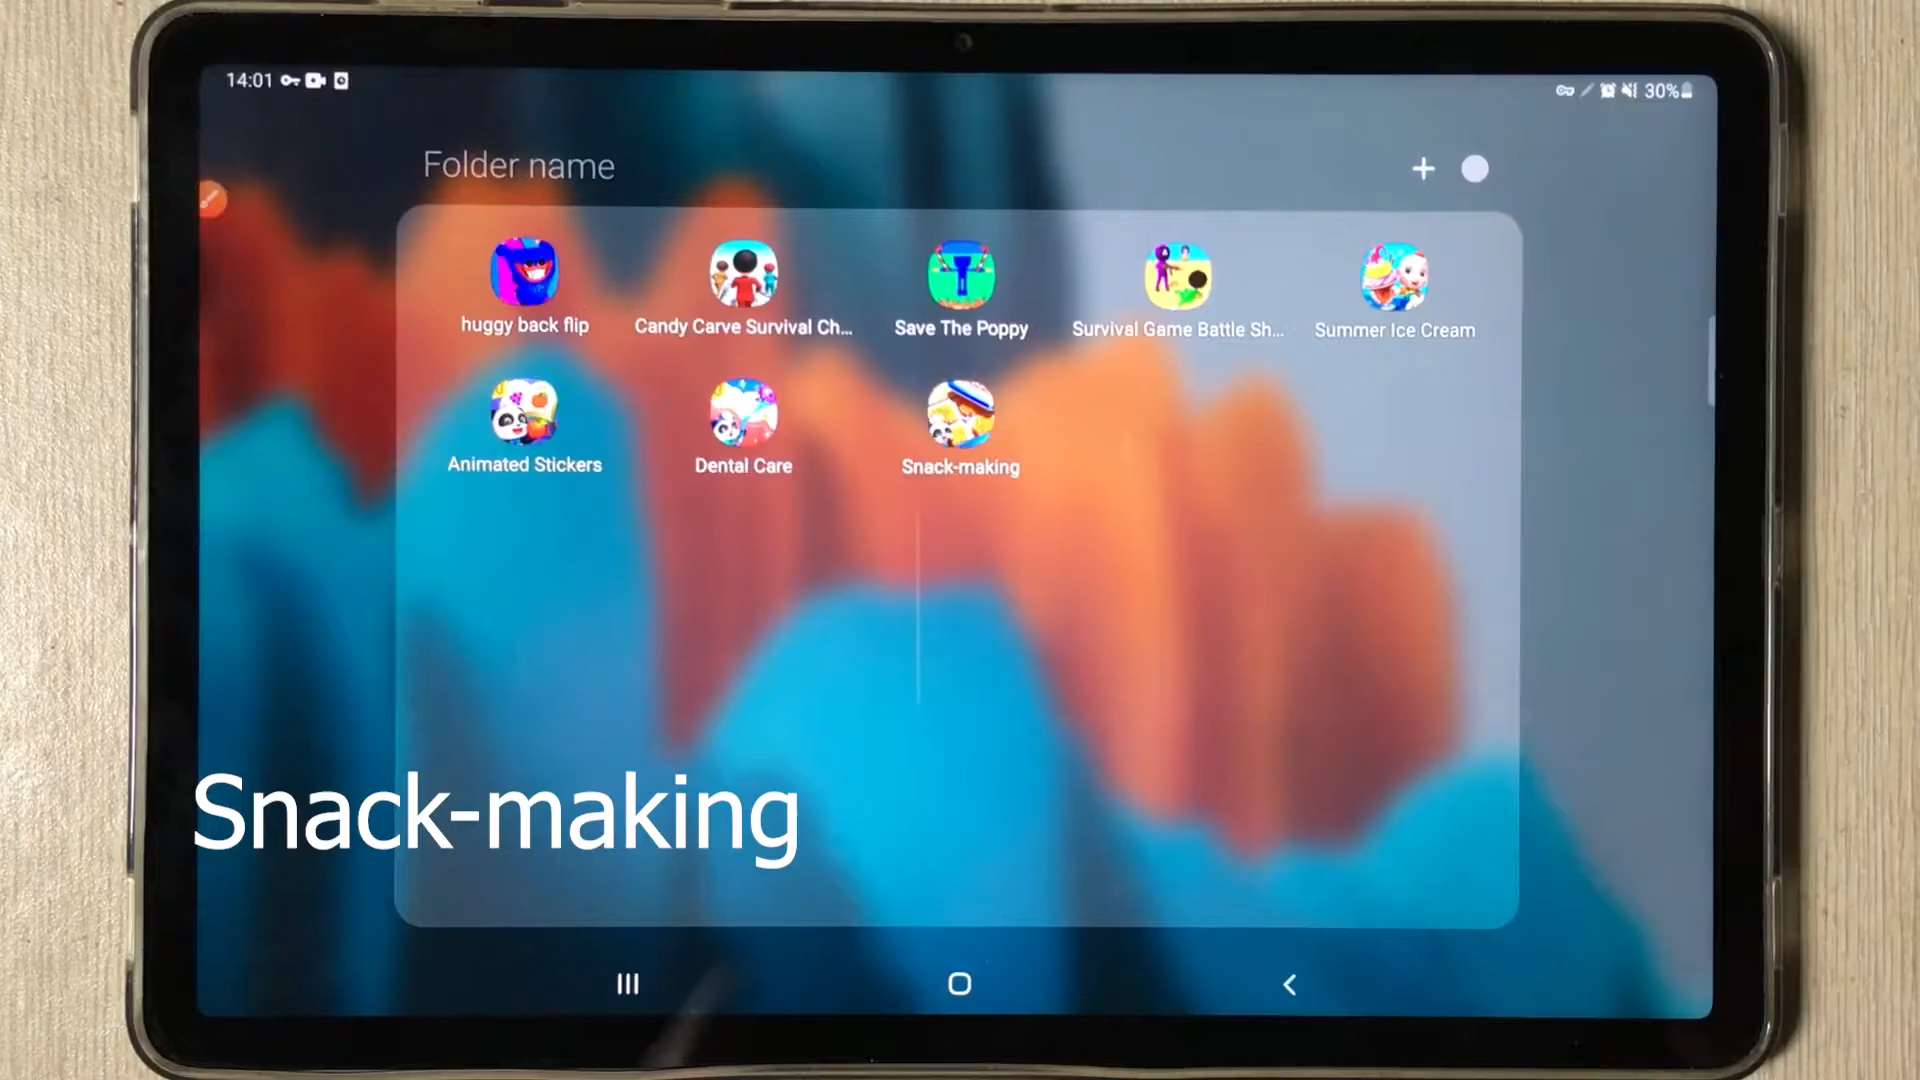 14:01
30%
Folder name
huggy back flip
Candy Carve Survival Ch...
Save The Poppy
Survival Game Battle Sh...
Summer Ice Cream
Animated Stickers
Dental Care
Snack-making
Snack-making